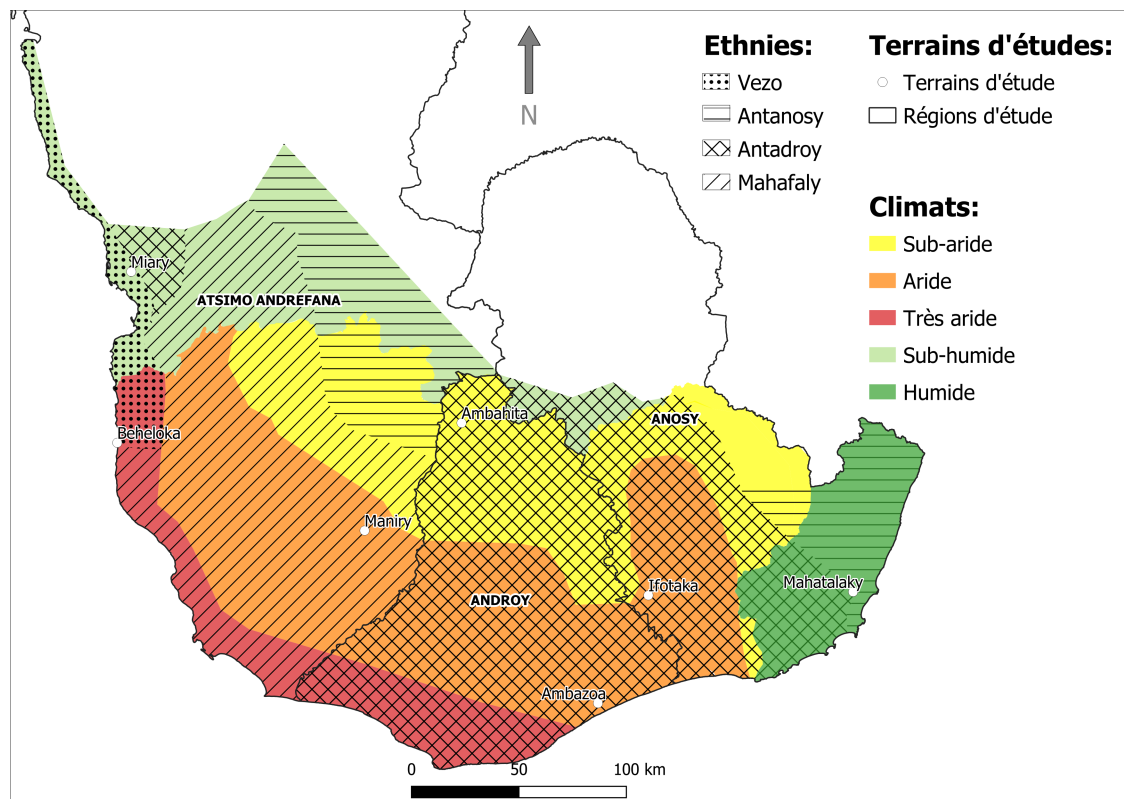 Ethnies:
Vezo
Antanosy
Antadroy
Mahafaly
Terrains d'études:
Terrains d'étude
Régions d'étude
N
Climats:
Sub-aride
Aride
Très aride
Sub-humide
Humide
Miary
ATSIMO ANDREFANA
Ambahita
ANOSY
Beheloka
Maniry
Ifotaka
Mahatalaky
ANDROY
Ambazoa
0 50 100 km